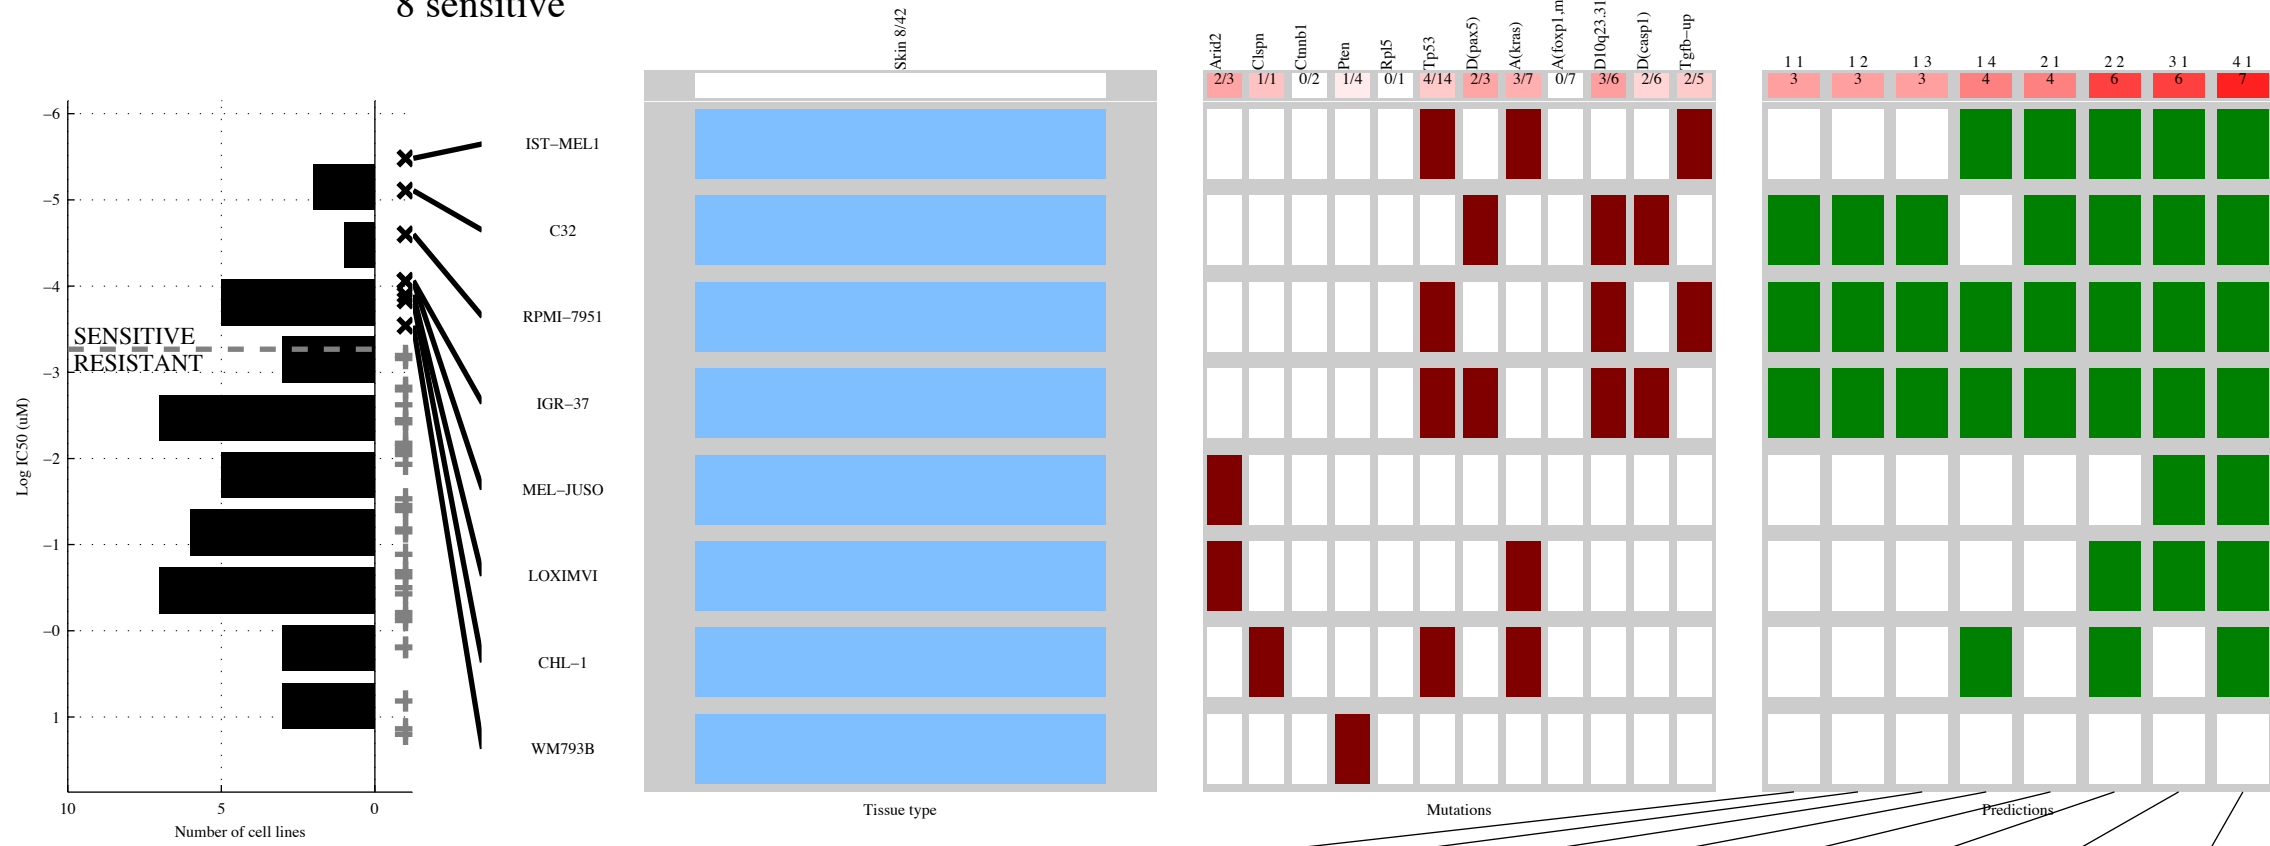 8 sensitive
Skin 8/42
Arid2
Clspn
Ctnnb1
Pten
Rpl5
Tp53
D(pax5)
A(kras)
A(foxp1,m
D10q23.31
D(casp1)
Tgfb–up
1 1
1 2
1 3
1 4
2 1
2 2
3 1
4 1
2/3 1/1 0/2 1/4 0/1 4/14 2/3 3/7 0/7 3/6 2/6 2/5
3 3 3 4 4 6 6 7
–6
–5
–4
–3
–2
–1
–0
1
Log IC50 (uM)
SENSITIVE
RESISTANT
IST–MEL1
C32
RPMI–7951
IGR–37
MEL–JUSO
LOXIMVI
CHL–1
WM793B
10 5 0
Number of cell lines
Tissue type
Mutations
Predictions